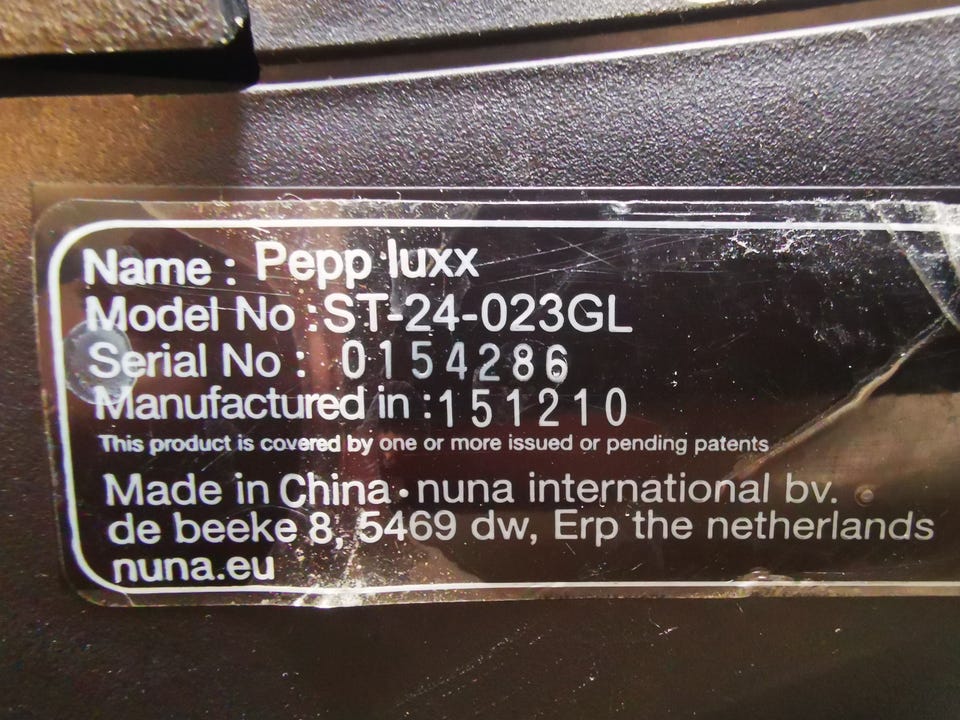 Name : Pepp luxx
Model No :ST-24-023GL
Serial No : 0154286
Manufactured in :151210
This product is covered by one or more issued or pending patents
Made in China • nuna international bv.
de beeke 8, 5469 dw, Erp the netherlands
nuna.eu